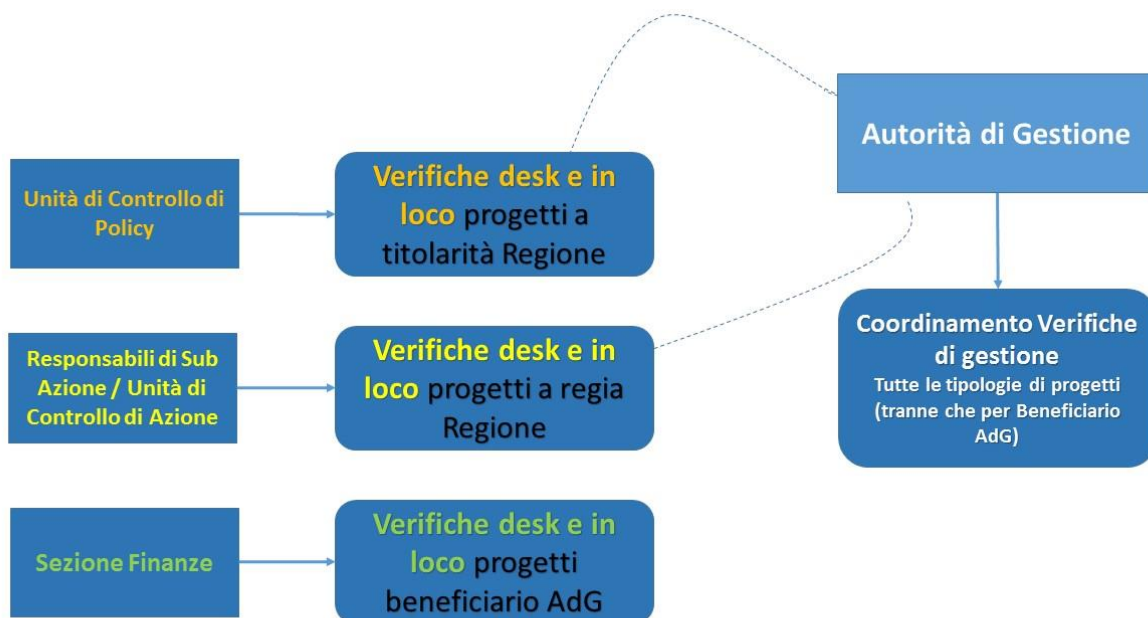 Unità di Controllo di
Policy
Verifiche desk e in
loco progetti a
titolarità Regione
Autorità di Gestione
Responsabili di Sub
Azione / Unità di
Controllo di Azione
Verifiche desk e in
loco progetti a regia
Regione
Coordinamento Verifiche
di gestione
Tutte le tipologie di progetti
(tranne che per Beneficiario
AdG)
Sezione Finanze
Verifiche desk e in
loco progetti
beneficiario AdG